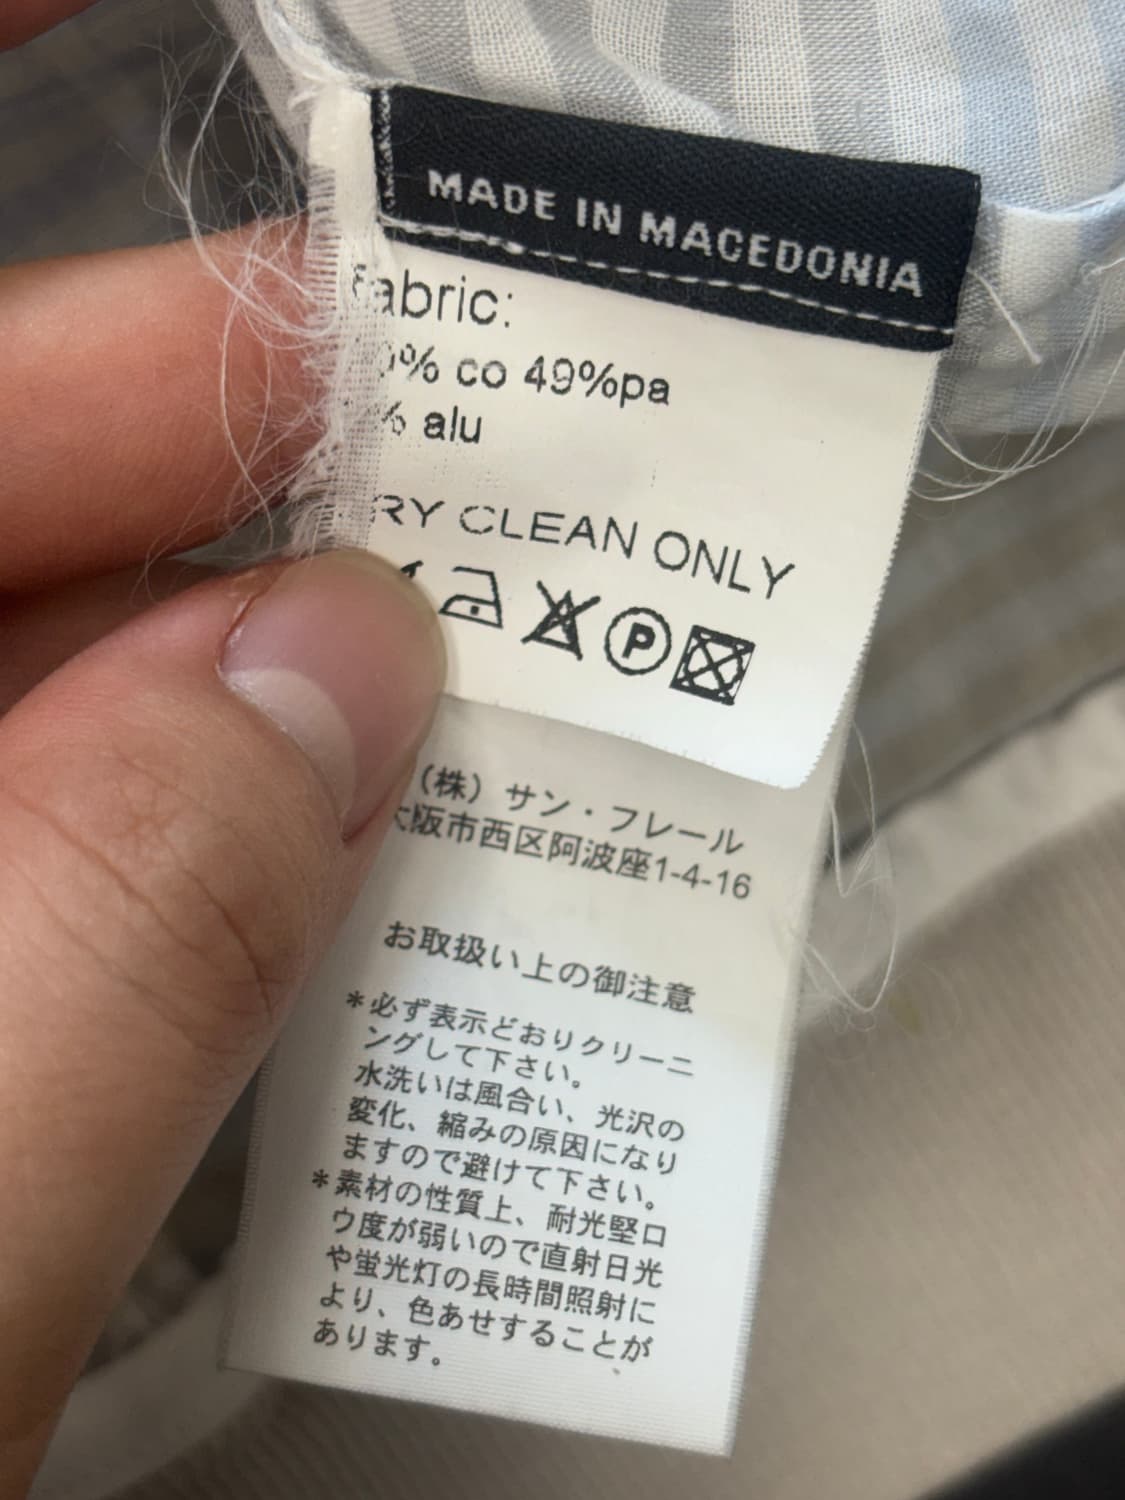 MADE IN MACEDONIA
Fabric:
% co 49%pa
% alu
RY CLEAN ONLY
P
(株) サン・フレール
大阪市西区阿波座1-4-16
お取扱い上の御注意
*必ず表示どおりクリーニ
ングして下さい。
水洗いは風合い、光沢の
変化、縮みの原因になり
ますので避けて下さい。
*素材の性質上、耐光堅ロ
ウ度が弱いので直射日光
や蛍光灯の長時間照射に
より、色あせすることが
あります。